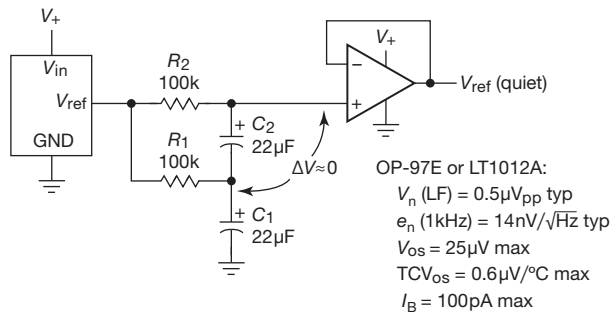 V+
Vin
Vref
GND
R2
100k
R1
100k
+ C2
22μF
+ C1
22μF
ΔV≈0
V+
−
+
Vref (quiet)
OP-97E or LT1012A:
Vn (LF) = 0.5μVpp typ
en (1kHz) = 14nV/√Hz typ
Vos = 25μV max
TCVos = 0.6μV/°C max
IB = 100pA max